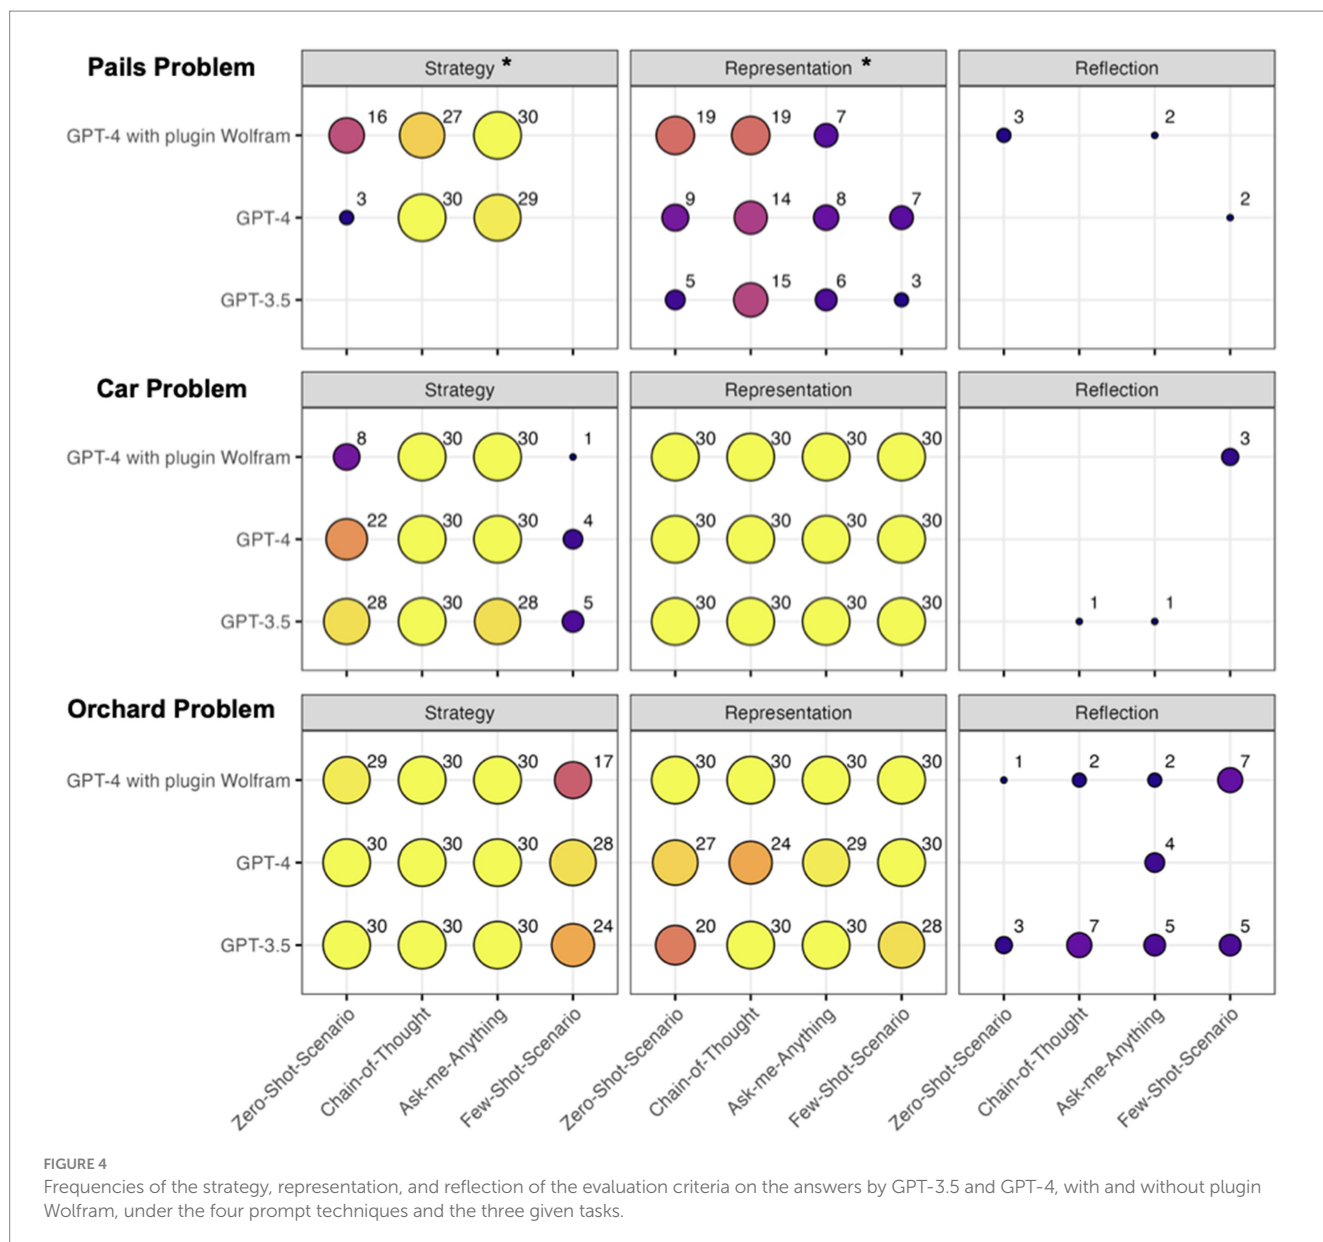 Pails Problem
Strategy *
Representation *
Reflection
GPT-4 with plugin Wolfram
16
27
30
19
19
7
3
2
GPT-4
3
30
29
9
14
8
7
2
GPT-3.5
5
15
6
3
Car Problem
Strategy
Representation
Reflection
GPT-4 with plugin Wolfram
8
30
30
1
30
30
30
30
3
GPT-4
22
30
30
4
30
30
30
30
GPT-3.5
28
30
28
5
30
30
30
30
1
1
Orchard Problem
Strategy
Representation
Reflection
GPT-4 with plugin Wolfram
29
30
30
17
30
30
30
30
1
2
2
7
GPT-4
30
30
30
28
27
24
29
30
4
GPT-3.5
30
30
30
24
20
30
30
28
3
7
5
5
Zero-Shot-Scenario
Chain-of-Thought
Ask-me-Anything
Few-Shot-Scenario
Zero-Shot-Scenario
Chain-of-Thought
Ask-me-Anything
Few-Shot-Scenario
Zero-Shot-Scenario
Chain-of-Thought
Ask-me-Anything
Few-Shot-Scenario
FIGURE 4
Frequencies of the strategy, representation, and reflection of the evaluation criteria on the answers by GPT-3.5 and GPT-4, with and without plugin
Wolfram, under the four prompt techniques and the three given tasks.